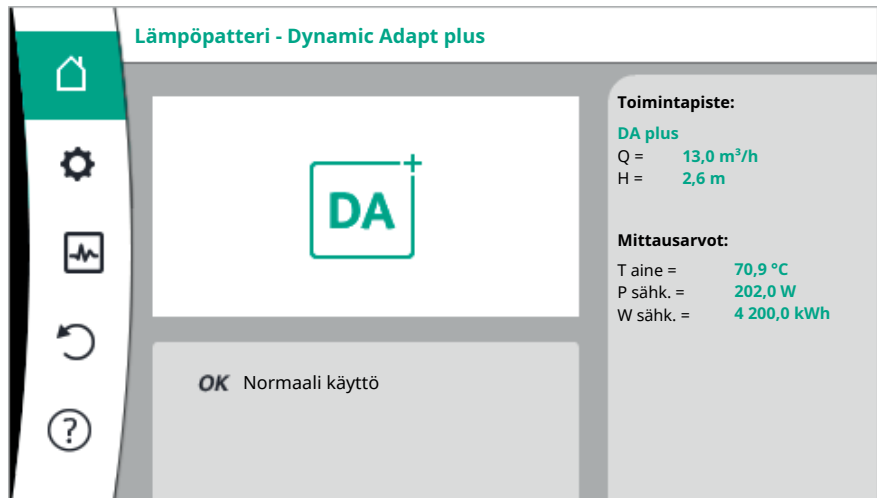 Lämpöpatteri - Dynamic Adapt plus
DA+
OK Normaali käyttö
Toimintapiste:
DA plus
Q = 13,0 m³/h
H = 2,6 m
Mittausarvot:
T aine = 70,9 °C
P sähk. = 202,0 W
W sähk. = 4 200,0 kWh
?